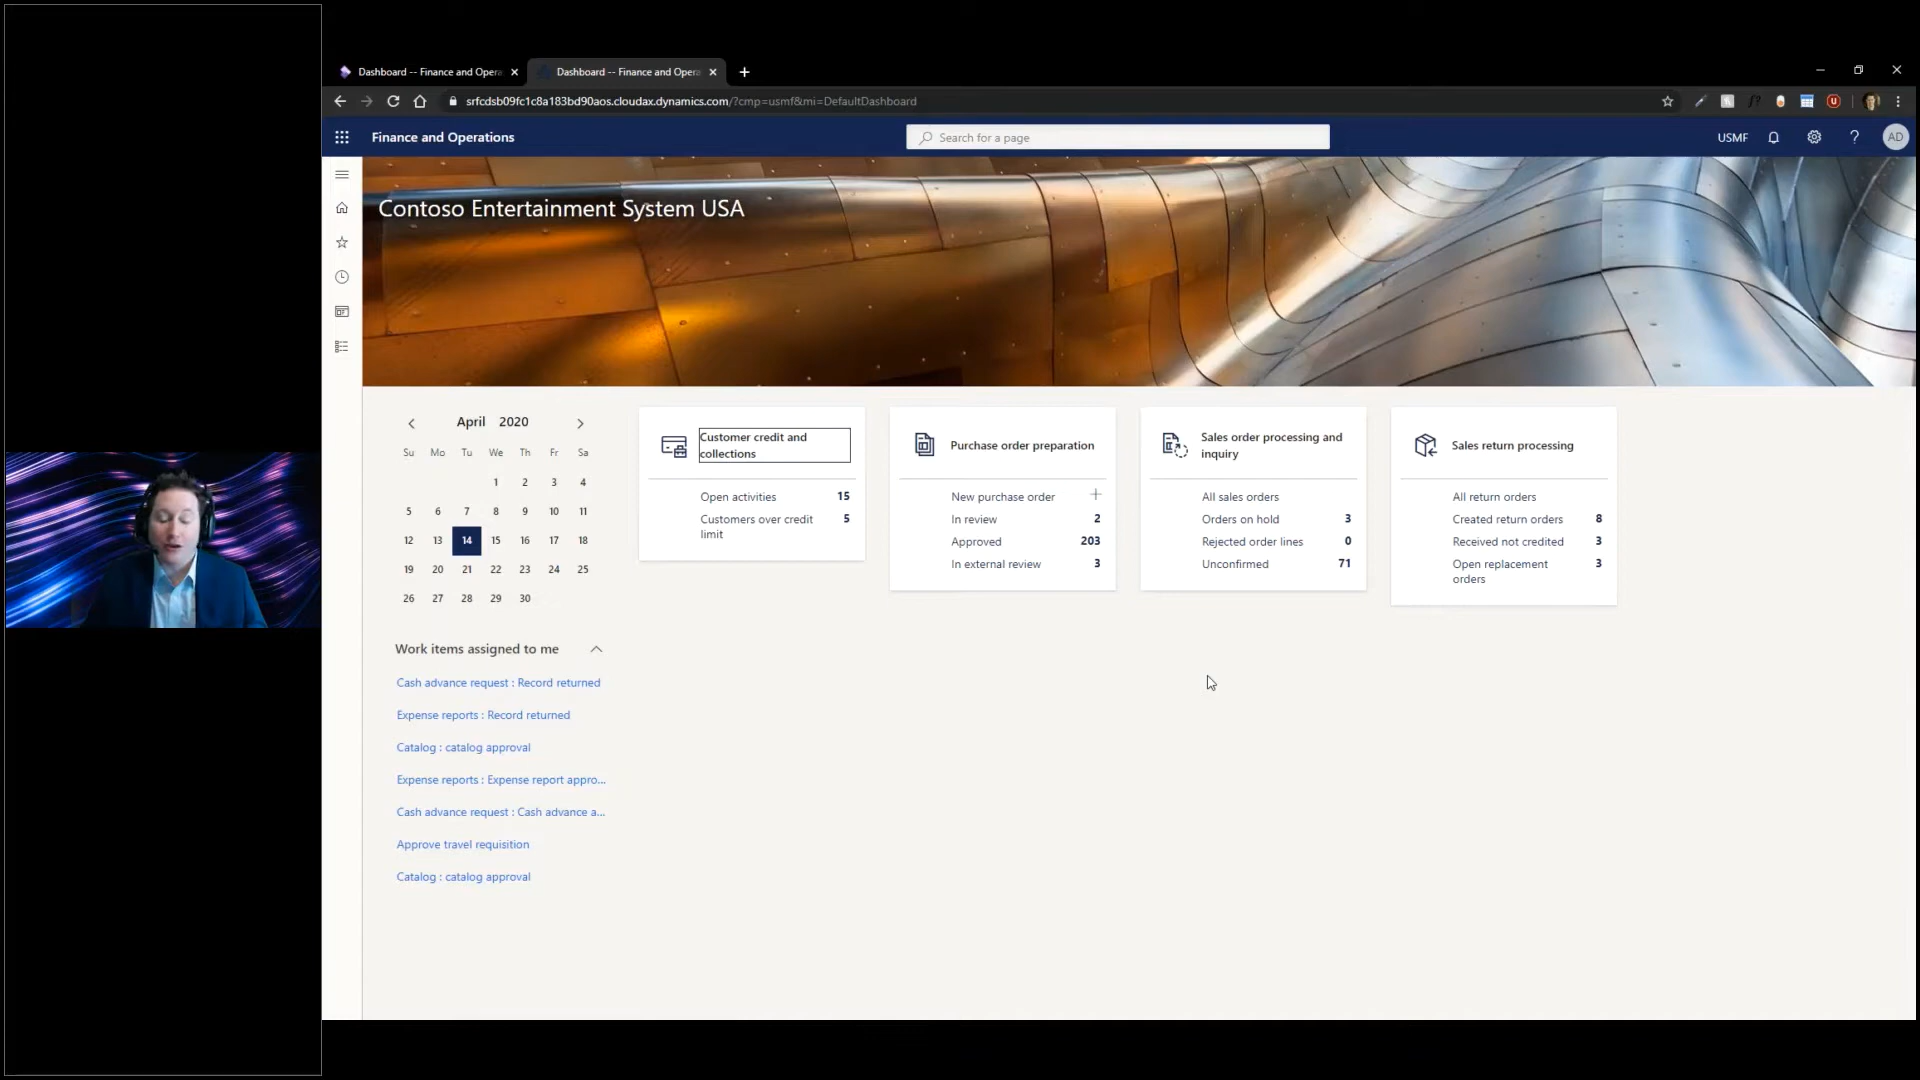 Dashboard -- Finance and Opera
Dashboard -- Finance and Opera
srfcdsb09fc1c8a183bd90aos.cloudax.dynamics.com/?cmp=usmf&mi=DefaultDashboard
Finance and Operations
Search for a page
USMF
?
AD
Contoso Entertainment System USA
April 2020
Su Mo Tu We Th Fr Sa
1 2 3 4
5 6 7 8 9 10 11
12 13 14 15 16 17 18
19 20 21 22 23 24 25
26 27 28 29 30
Work items assigned to me
Cash advance request : Record returned
Expense reports : Record returned
Catalog : catalog approval
Expense reports : Expense report appro...
Cash advance request : Cash advance a...
Approve travel requisition
Catalog : catalog approval
Customer credit and
collections
Open activities 15
Customers over credit 5
limit
Purchase order preparation
New purchase order
In review 2
Approved 203
In external review 3
Sales order processing and
inquiry
All sales orders
Orders on hold 3
Rejected order lines 0
Unconfirmed 71
Sales return processing
All return orders
Created return orders 8
Received not credited 3
Open replacement 3
orders